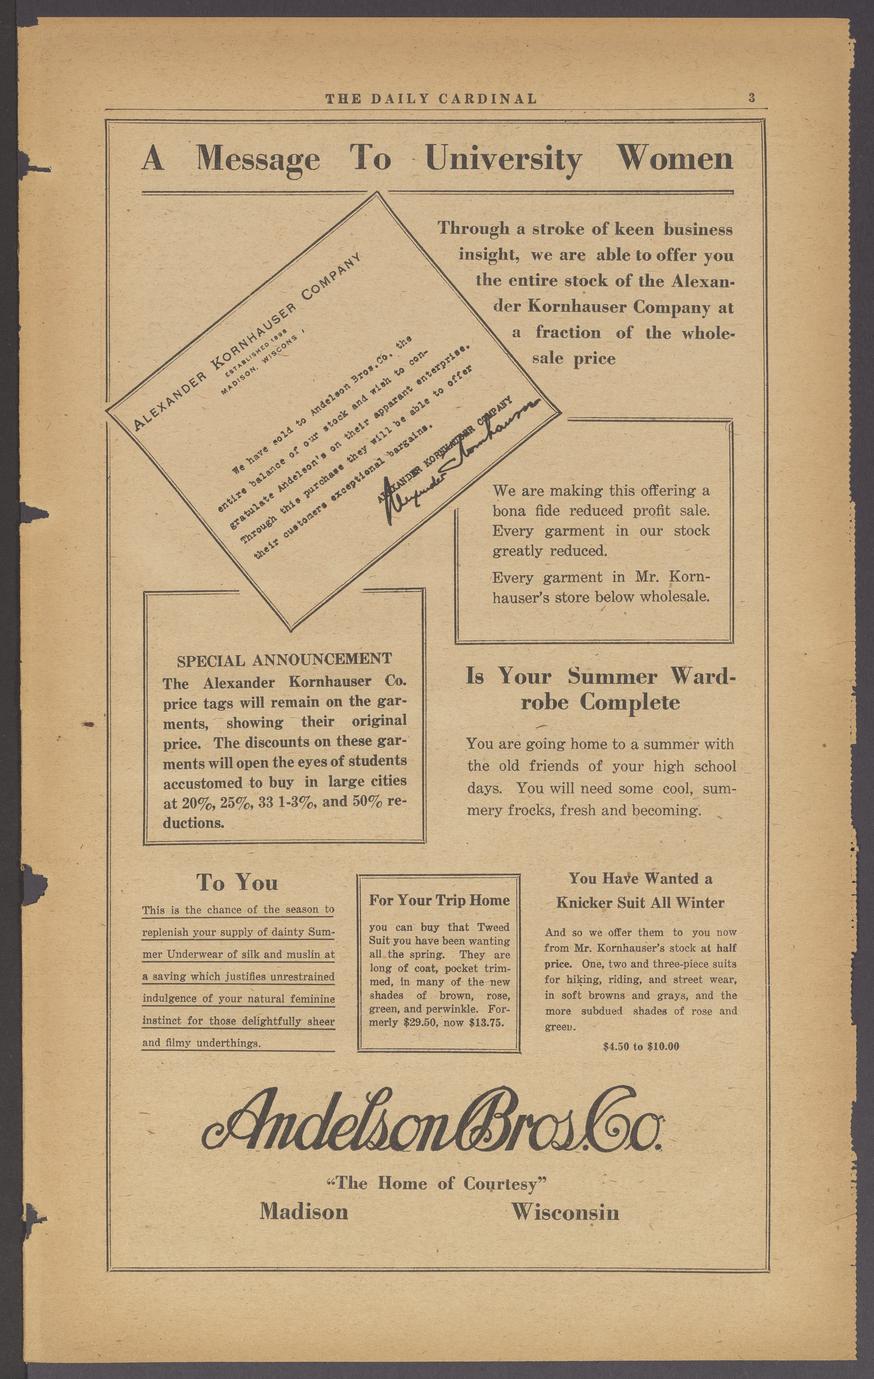 THE DAILY CARDINAL 3
A Message To University Women
ALEXANDER KORNHAUSER COMPANY
ESTABLISHED
MADISON, WISCONS
We have sold to Andelson Bros.Co. the
entire balance of our stock and wish to con-
gratulate Andelson's on their apparant enterprise.
Through this purchase they will be able to offer
their customers exceptional bargains.
ALEXANDER KORNHAUSER COMPANY
Alexander Kornhauser
Through a stroke of keen business
insight, we are able to offer you
the entire stock of the Alexan-
der Kornhauser Company at
a fraction of the whole-
sale price
We are making this offering a
bona fide reduced profit sale.
Every garment in our stock
greatly reduced.
Every garment in Mr. Korn-
hauser's store below wholesale.
SPECIAL ANNOUNCEMENT
The Alexander Kornhauser Co.
price tags will remain on the gar-
ments, showing their original
price. The discounts on these gar-
ments will open the eyes of students
accustomed to buy in large cities
at 20%, 25%, 33 1-3%, and 50% re-
ductions.
Is Your Summer Ward-
robe Complete
You are going home to a summer with
the old friends of your high school
days. You will need some cool, sum-
mery frocks, fresh and becoming.
To You
This is the chance of the season to
replenish your supply of dainty Sum-
mer Underwear of silk and muslin at
a saving which justifies unrestrained
indulgence of your natural feminine
instinct for those delightfully sheer
and filmy underthings.
For Your Trip Home
you can buy that Tweed
Suit you have been wanting
all the spring. They are
long of coat, pocket trim-
med, in many of the new
shades of brown, rose,
green, and perwinkle. For-
merly $29.50, now $13.75.
You Have Wanted a
Knicker Suit All Winter
And so we offer them to you now
from Mr. Kornhauser's stock at half
price. One, two and three-piece suits
for hiking, riding, and street wear,
in soft browns and grays, and the
more subdued shades of rose and
green.
$4.50 to $10.00
Andelson Bros. Co.
"The Home of Courtesy"
Madison Wisconsin